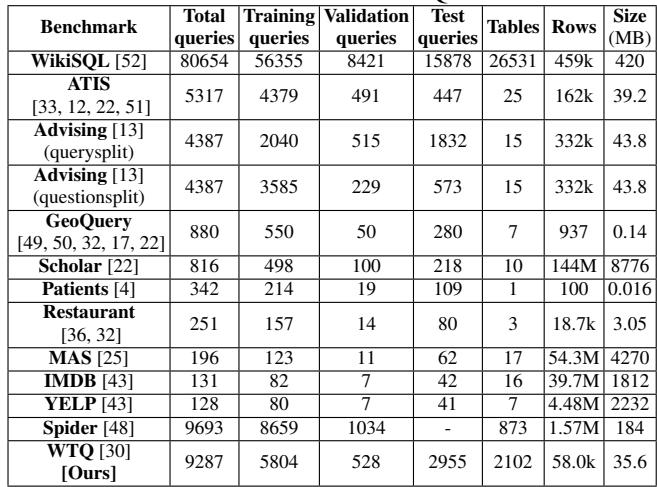 Benchmark Total queries Training queries Validation queries Test queries Tables Rows Size (MB)
WikiSQL [52] 80654 56355 8421 15878 26531 459k 420
ATIS [33, 12, 22, 51] 5317 4379 491 447 25 162k 39.2
Advising [13] (querysplit) 4387 2040 515 1832 15 332k 43.8
Advising [13] (questionsplit) 4387 3585 229 573 15 332k 43.8
GeoQuery [49, 50, 32, 17, 22] 880 550 50 280 7 937 0.14
Scholar [22] 816 498 100 218 10 144M 8776
Patients [4] 342 214 19 109 1 100 0.016
Restaurant [36, 32] 251 157 14 80 3 18.7k 3.05
MAS [25] 196 123 11 62 17 54.3M 4270
IMDB [43] 131 82 7 42 16 39.7M 1812
YELP [43] 128 80 7 41 7 4.48M 2232
Spider [48] 9693 8659 1034 - 873 1.57M 184
WTQ [30] [Ours] 9287 5804 528 2955 2102 58.0k 35.6